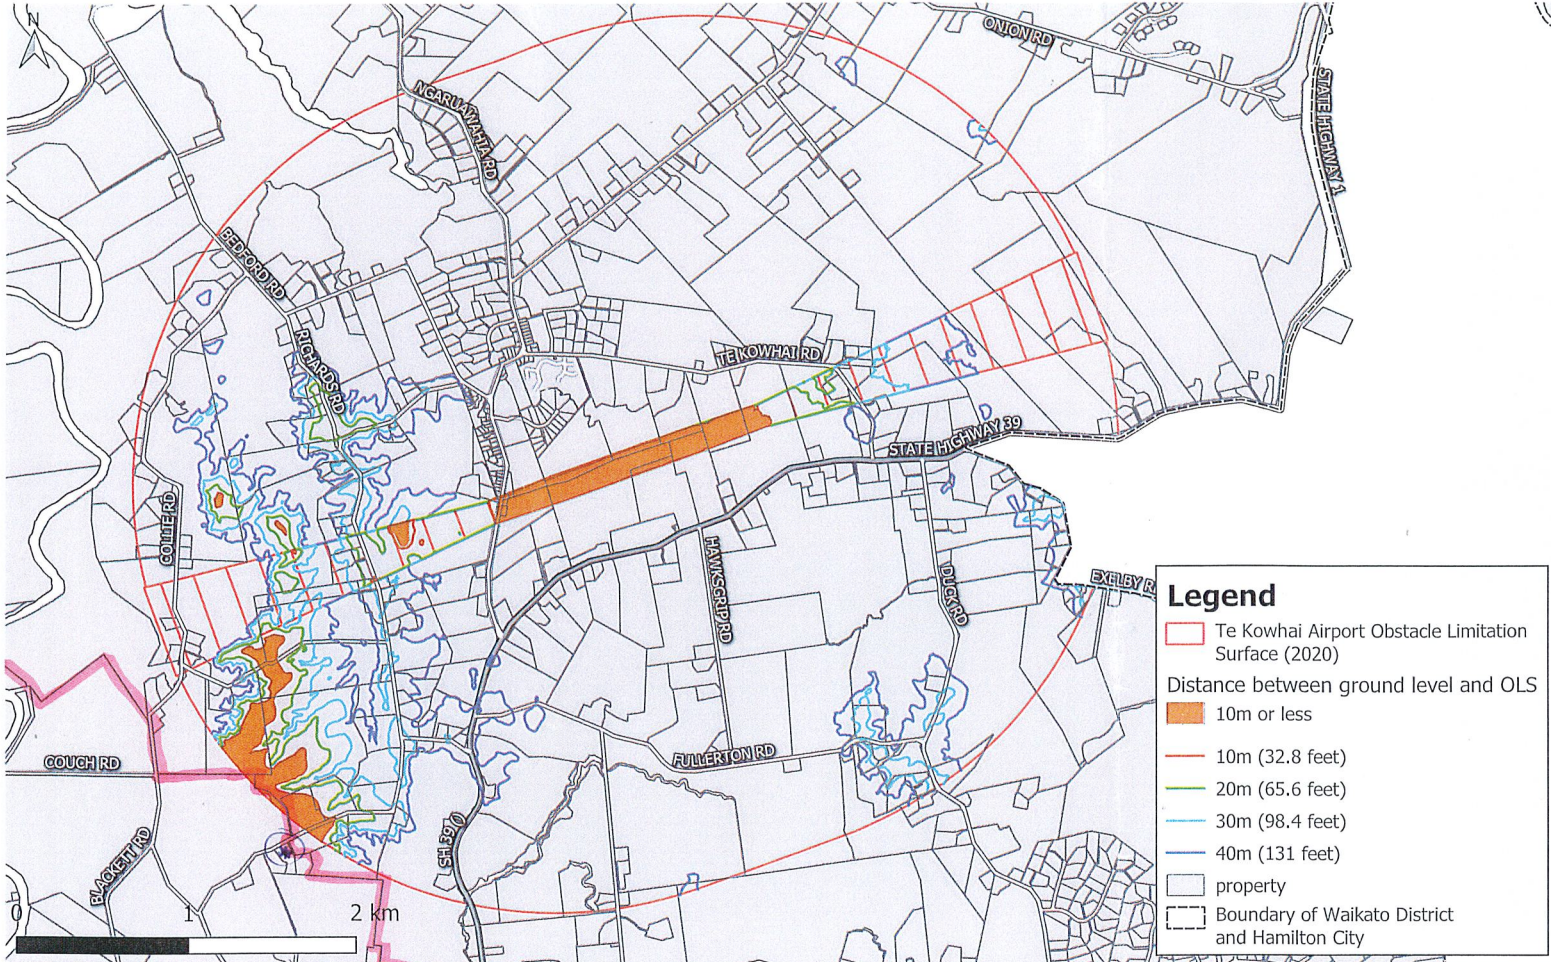 N
ONION RD
STATE HIGHWAY 1
NGARUAWAHIA RD
BEDFORD RD
RICHARDS RD
TE KOWHAI RD
STATE HIGHWAY 39
COLLIE RD
HAWKSGRIP RD
DUCK RD
EXELBY R
FULLERTON RD
COUCH RD
BLACKETT RD
SH 39()
0 1 2 km
Legend
Te Kowhai Airport Obstacle Limitation
Surface (2020)
Distance between ground level and OLS
10m or less
10m (32.8 feet)
20m (65.6 feet)
30m (98.4 feet)
40m (131 feet)
property
Boundary of Waikato District
and Hamilton City